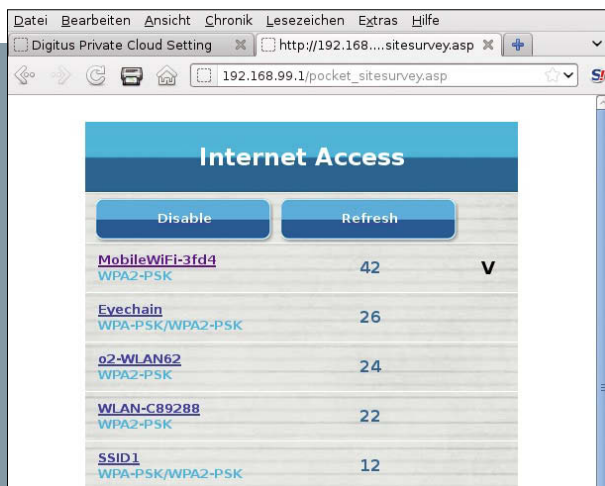 Datei Bearbeiten Ansicht Chronik Lesezeichen Extras Hilfe
Digitus Private Cloud Setting http://192.168....sitesurvey.asp
192.168.99.1/pocket_sitesurvey.asp
Internet Access
Disable Refresh
MobileWiFi-3fd4 42 V
WPA2-PSK
Eyechain 26
WPA-PSK/WPA2-PSK
o2-WLAN62 24
WPA2-PSK
WLAN-C89288 22
WPA2-PSK
SSID1 12
WPA-PSK/WPA2-PSK